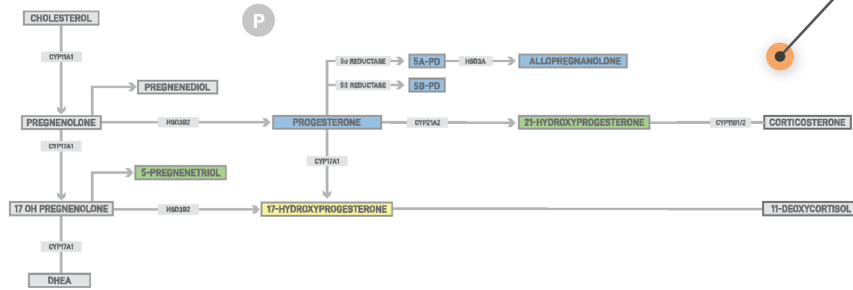 CHOLESTEROL
P
CYP11A1
5α REDUCTASE
5A-PD
HSD3A
ALLOPREGNANOLONE
PREGNENEDIOL
5ß REDUCTASE
5B-PD
PREGNENOLONE
HSD3B2
PROGESTERONE
CYP21A2
21-HYDROXYPROGESTERONE
CYP11B1/2
CORTICOSTERONE
CYP17A1
CYP17A1
5-PREGNENETRIOL
17 OH PREGNENOLONE
HSD3B2
17-HYDROXYPROGESTERONE
11-DEOXYCORTISOL
CYP17A1
DHEA